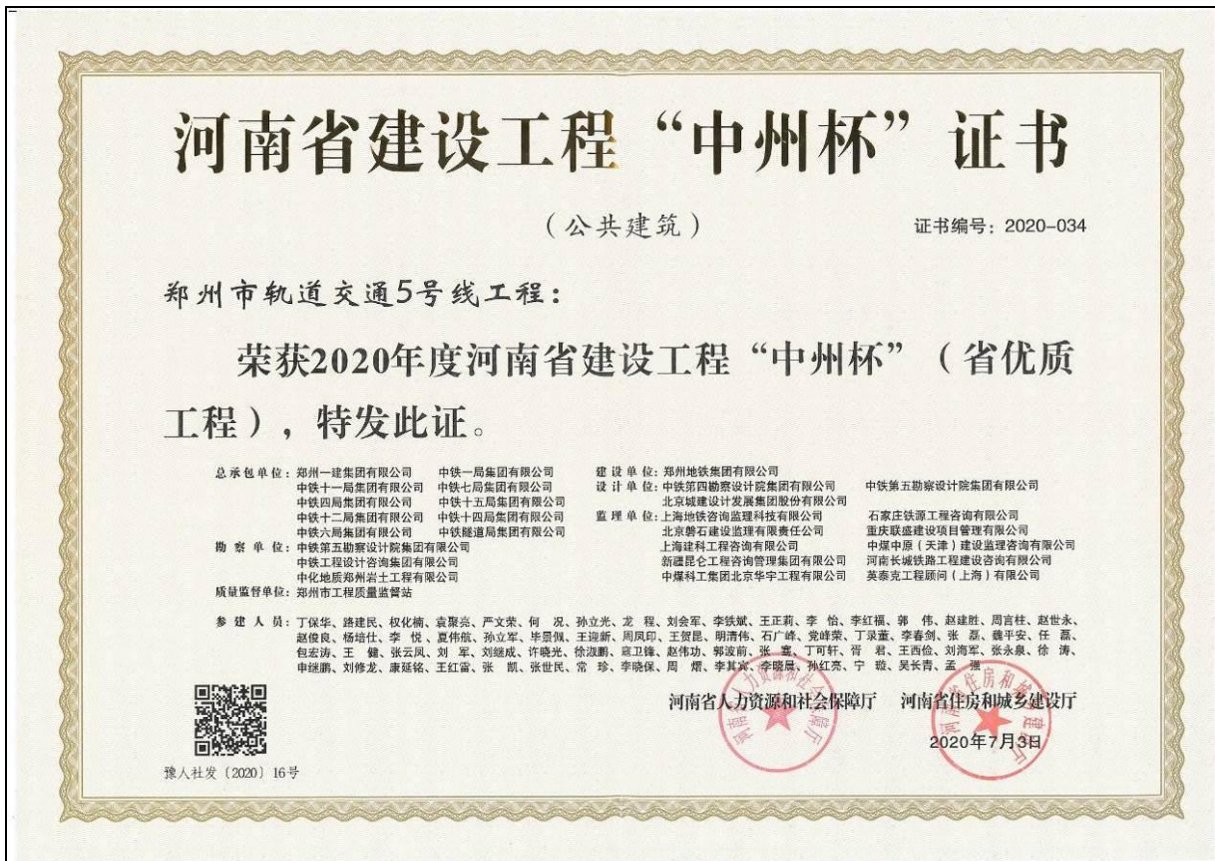 河南省建设工程“中州杯”证书
（公共建筑）
证书编号：2020-034
郑州市轨道交通5号线工程：
荣获2020年度河南省建设工程“中州杯”（省优质
工程），特发此证。
总承包单位：郑州一建集团有限公司 中铁一局集团有限公司
中铁十一局集团有限公司 中铁七局集团有限公司
中铁四局集团有限公司 中铁十五局集团有限公司
中铁十二局集团有限公司 中铁十四局集团有限公司
中铁六局集团有限公司 中铁隧道局集团有限公司
勘察单位：中铁第五勘察设计院集团有限公司
中铁工程设计咨询集团有限公司
中化地质郑州岩土工程有限公司
质量监督单位：郑州市工程质量监督站
建设单位：郑州地铁集团有限公司
设计单位：中铁第四勘察设计院集团有限公司 中铁第五勘察设计院集团有限公司
北京城建设计发展集团股份有限公司
监理单位：上海地铁咨询监理科技有限公司 石家庄铁源工程咨询有限公司
北京磐石建设监理有限责任公司 重庆联盛建设项目管理有限公司
上海建科工程咨询有限公司 中煤中原（天津）建设监理咨询有限公司
新疆昆仑工程咨询管理集团有限公司 河南长城铁路工程建设咨询有限公司
中煤科工集团北京华宇工程有限公司 英泰克工程顾问（上海）有限公司
参建人员：丁保华、路建民、权化楠、袁聚亮、严文荣、何 况、孙立光、龙 程、刘会军、李铁斌、王正莉、李 怡、李红福、郭 伟、赵建胜、周言柱、赵世永、
赵俊良、杨培仕、李 悦、夏伟航、孙立军、毕景佩、王迎新、周凤印、王贺昆、明清伟、石广峰、党峰荣、丁录董、李春剑、张 磊、魏平安、任 磊、
包宏涛、王 健、张云凤、刘 军、刘继成、许晓光、徐淑鹏、寇卫锋、赵伟功、郭波前、张 塞、丁可轩、胥 君、王西俭、刘海军、张永泉、徐 涛、
申继鹏、刘修龙、康延铭、王红雷、张 凯、张世民、常 珍、李晓保、周 熠、李其宾、李晓晨、孙红亮、宁 璇、吴长青、孟 强
河南省人力资源和社会保障厅 河南省住房和城乡建设厅
2020年7月3日
豫人社发〔2020〕16号